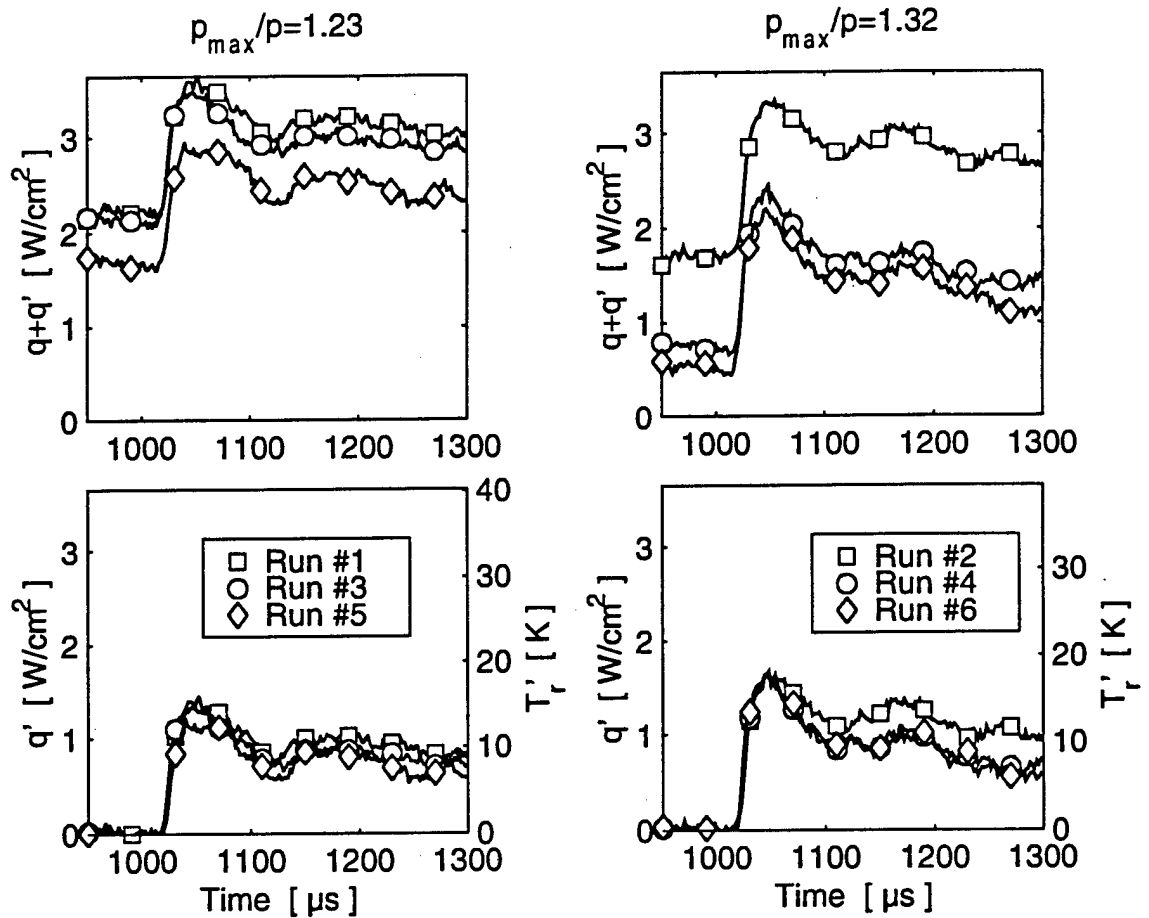 p_max/p=1.23
p_max/p=1.32
q+q' [ W/cm² ]
3
2
1
0
1000 1100 1200 1300
q+q' [ W/cm² ]
3
2
1
0
1000 1100 1200 1300
q' [ W/cm² ]
3
2
1
0
Run #1
Run #3
Run #5
40
30
20
10
0
T_r' [ K ]
1000 1100 1200 1300
Time [ µs ]
q' [ W/cm² ]
3
2
1
0
Run #2
Run #4
Run #6
30
20
10
0
T_r' [ K ]
1000 1100 1200 1300
Time [ µs ]